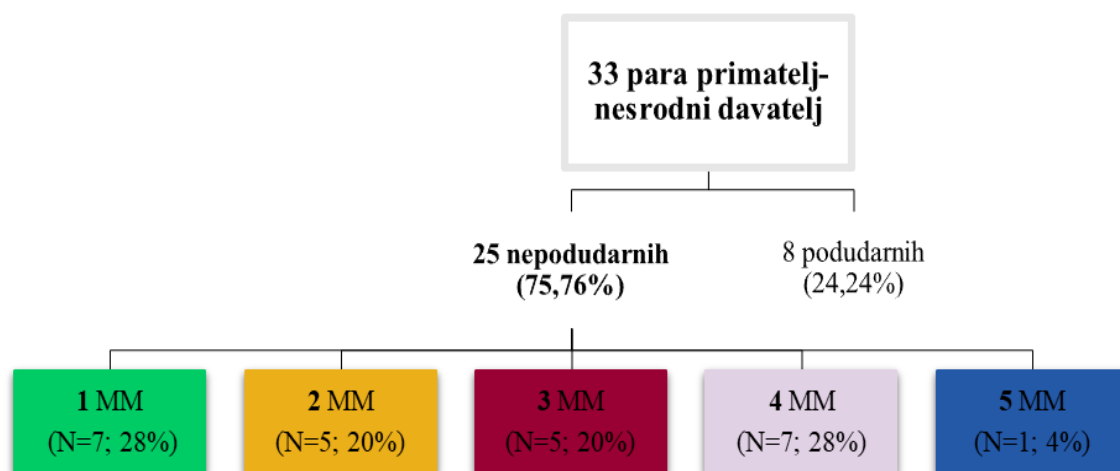 33 para primatelj-
nesrodni davatelj
25 nepodudarnih
(75,76%)
8 podudarnih
(24,24%)
1 MM
(N=7; 28%)
2 MM
(N=5; 20%)
3 MM
(N=5; 20%)
4 MM
(N=7; 28%)
5 MM
(N=1; 4%)